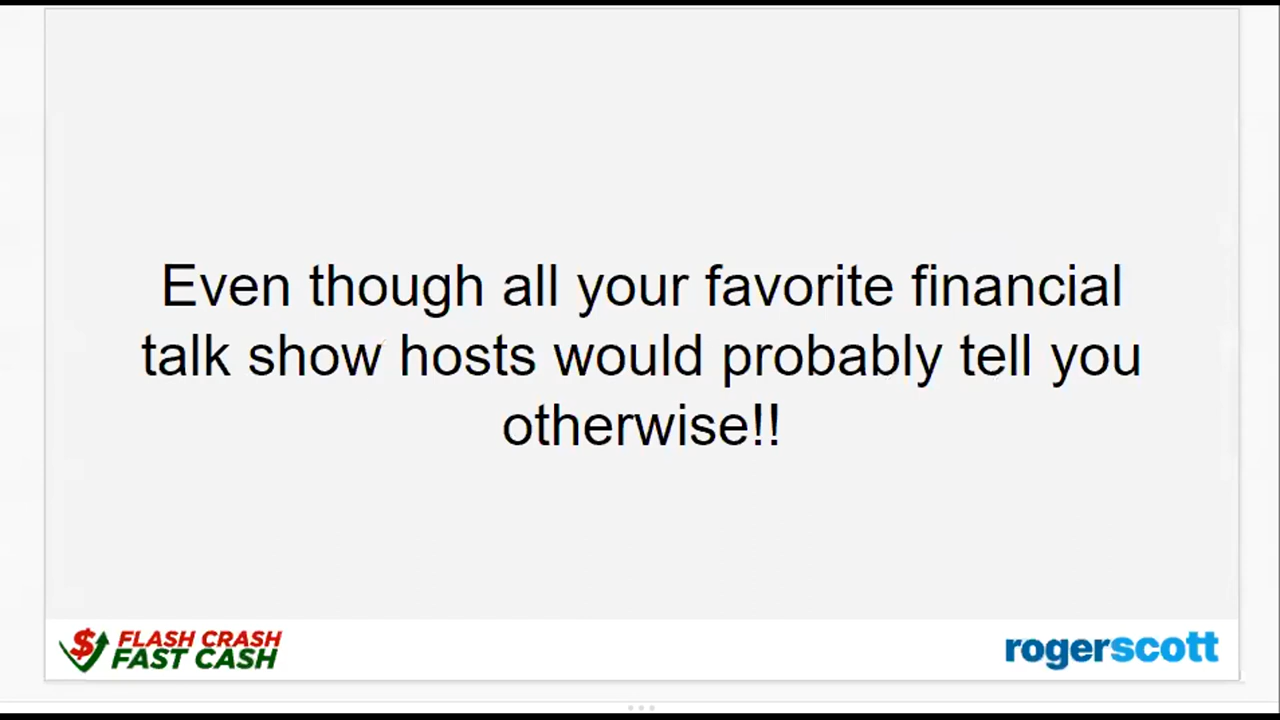 Even though all your favorite financial
talk show hosts would probably tell you
otherwise!!
$ FLASH CRASH
FAST CASH
rogerscott